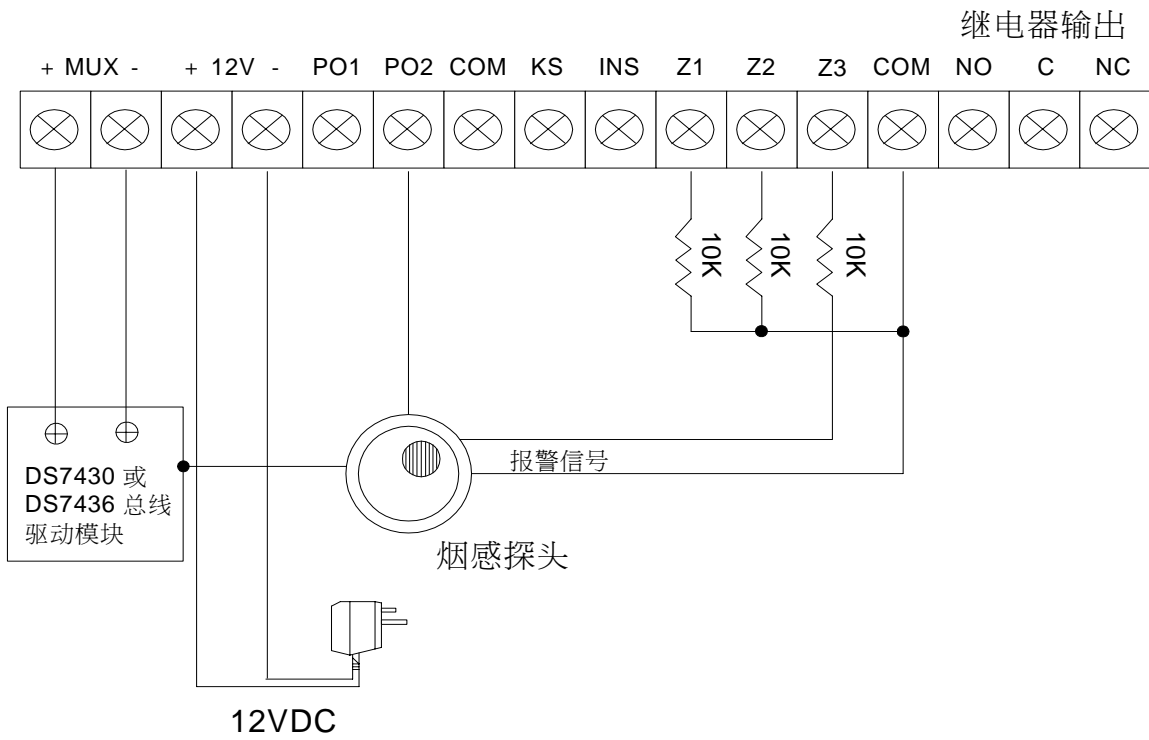 继电器输出
+ MUX - + 12V - PO1 PO2 COM KS INS Z1 Z2 Z3 COM NO C NC
10K 10K 10K
DS7430 或
DS7436 总线
驱动模块
报警信号
烟感探头
12VDC